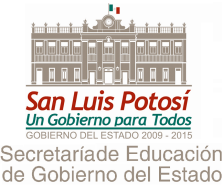 San Luis Potosí
Un Gobierno para Todos
GOBIERNO DEL ESTADO 2009 - 2015
Secretaríade Educación
de Gobierno del Estado